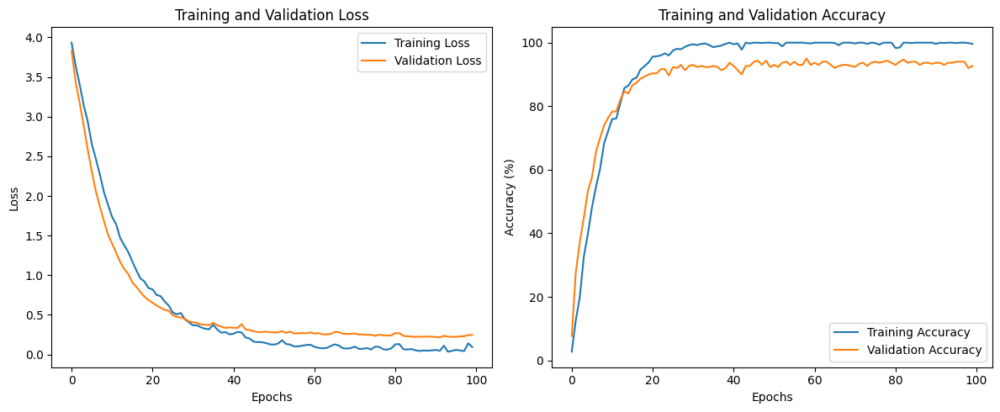 Training and Validation Loss
4.0
3.5
3.0
2.5
2.0
1.5
1.0
0.5
0.0
Loss
Training Loss
Validation Loss
0 20 40 60 80 100
Epochs
Training and Validation Accuracy
100
80
60
40
20
0
Accuracy (%)
Training Accuracy
Validation Accuracy
0 20 40 60 80 100
Epochs